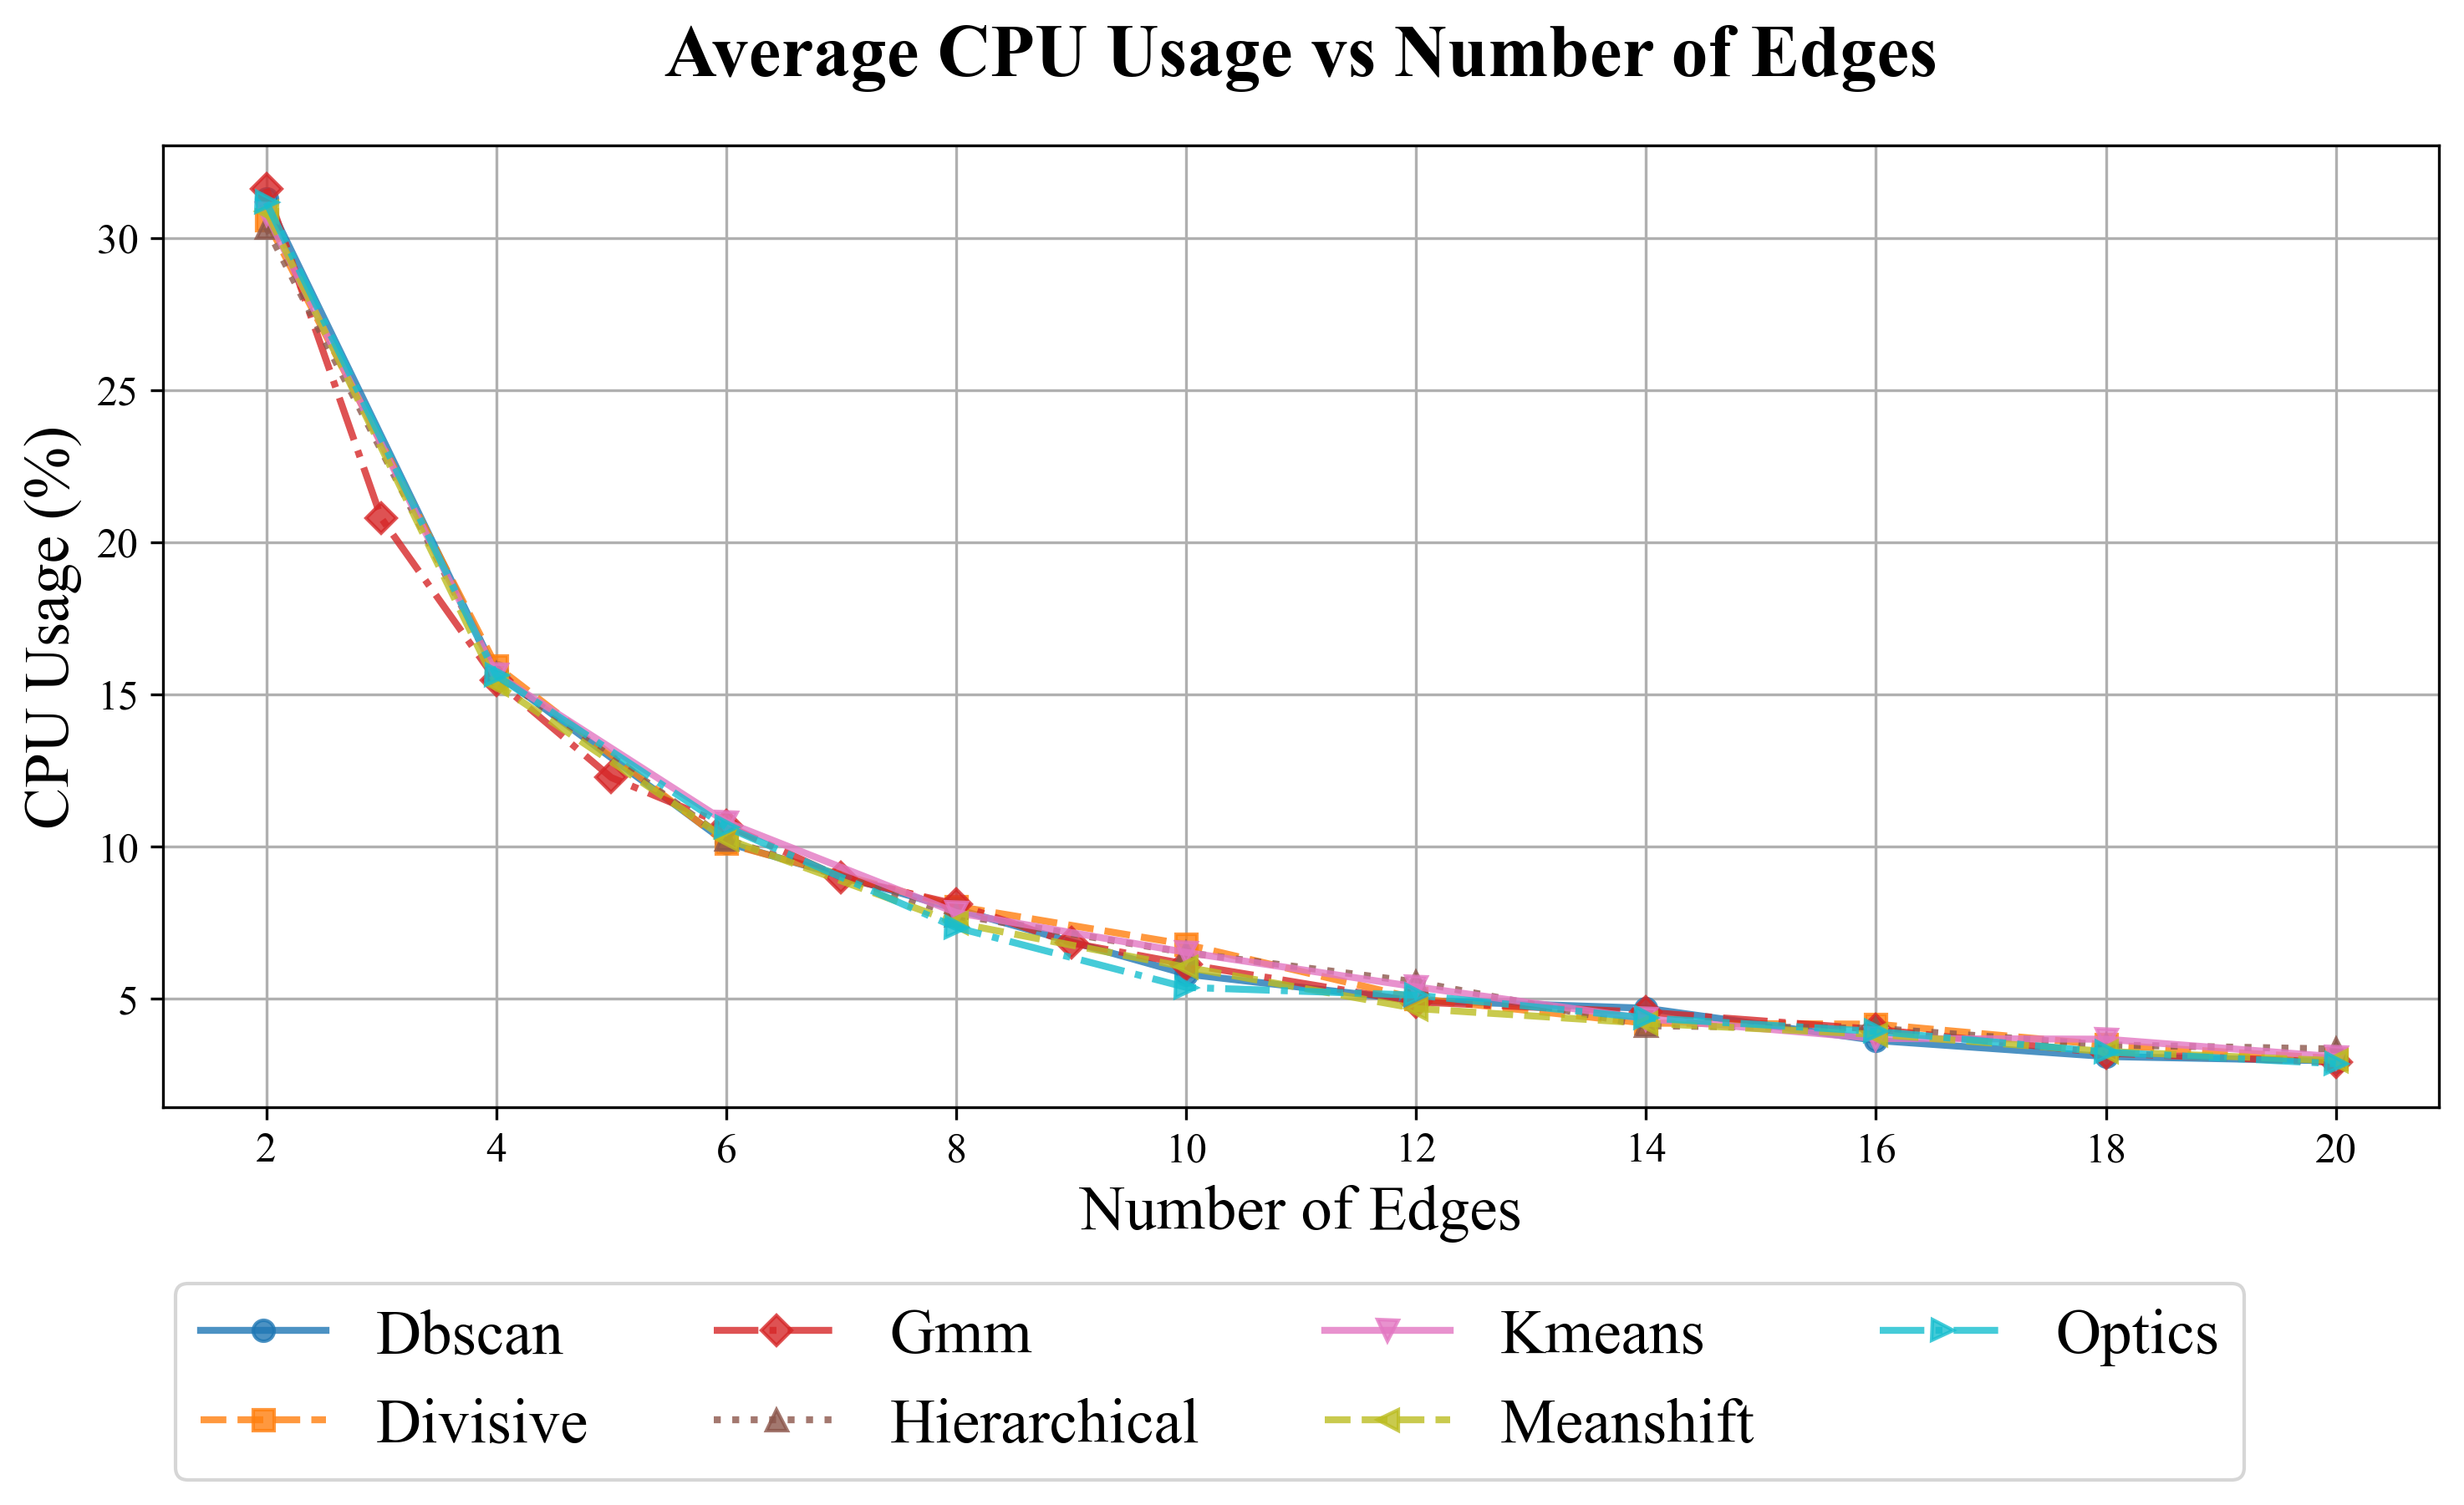 Average CPU Usage vs Number of Edges
CPU Usage (%)
30
25
20
15
10
5
2 4 6 8 10 12 14 16 18 20
Number of Edges
Dbscan Gmm Kmeans Optics
Divisive Hierarchical Meanshift